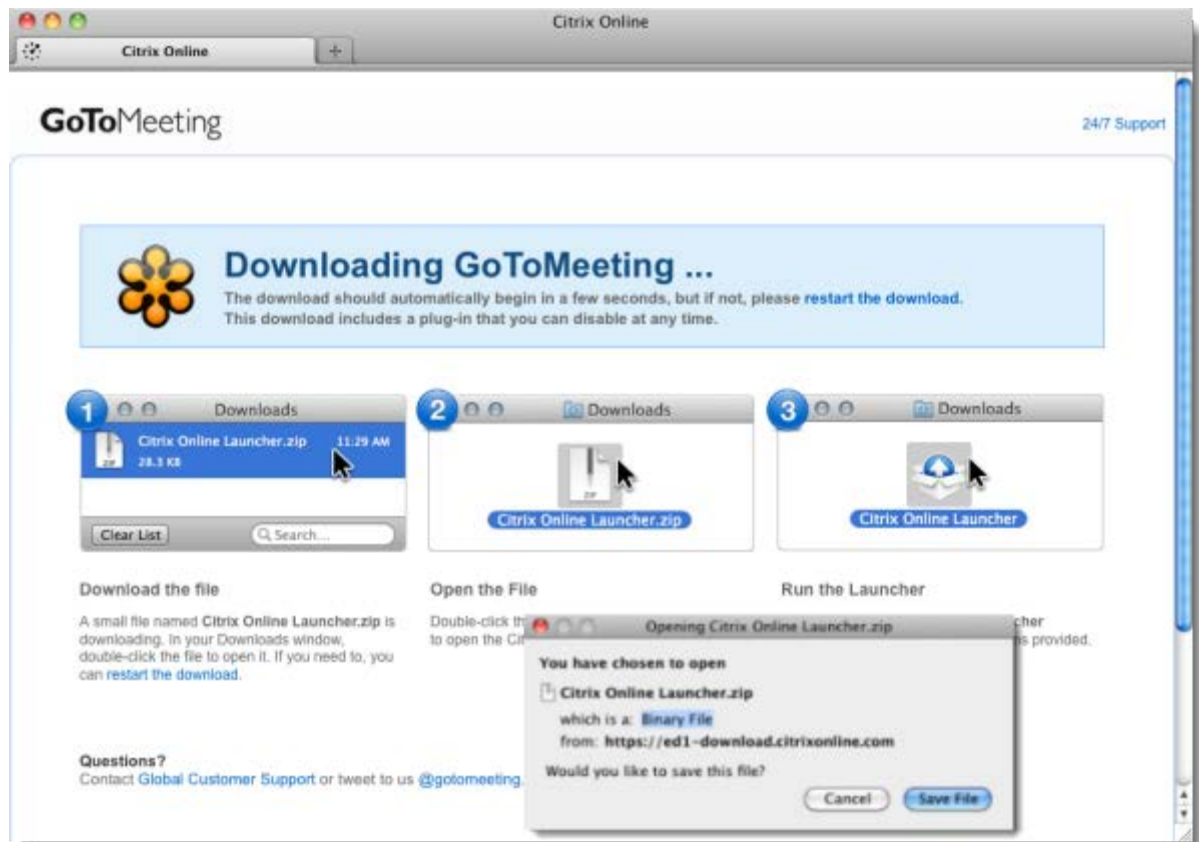 Citrix Online
Citrix Online
GoToMeeting
24/7 Support
Downloading GoToMeeting ...
The download should automatically begin in a few seconds, but if not, please restart the download.
This download includes a plug-in that you can disable at any time.
1
Downloads
Citrix Online Launcher.zip 11:29 AM
28.3 KB
ZIP
Clear List
Search...
2
Downloads
ZIP
Citrix Online Launcher.zip
3
Downloads
Citrix Online Launcher
Download the file
A small file named Citrix Online Launcher.zip is
downloading. In your Downloads window,
double-click the file to open it. If you need to, you
can restart the download.
Open the File
Double-click th
to open the Cit
Run the Launcher
cher
is provided.
Opening Citrix Online Launcher.zip
You have chosen to open
Citrix Online Launcher.zip
which is a: Binary File
from: https://ed1-download.citrixonline.com
Would you like to save this file?
Cancel
Save File
Questions?
Contact Global Customer Support or tweet to us @gotomeeting.